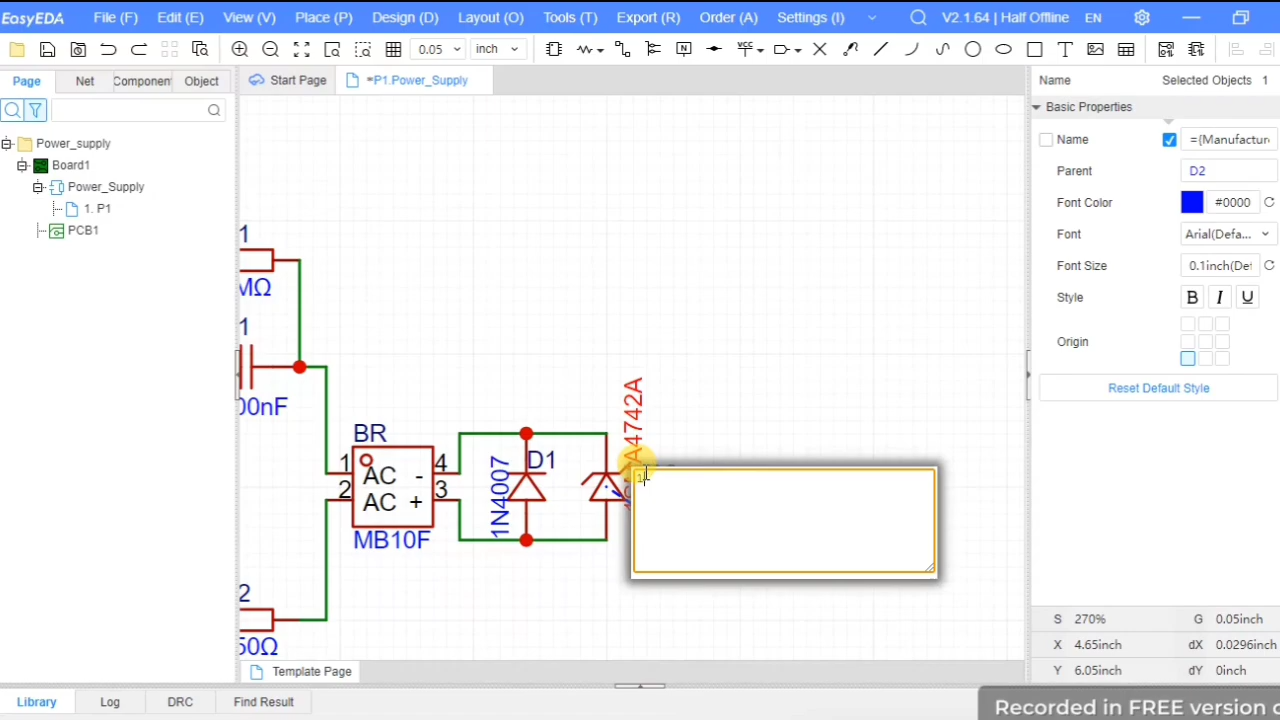 EasyEDA File (F) Edit (E) View (V) Place (P) Design (D) Layout (O) Tools (T) Export (R) Order (A) Settings (I) V2.1.64 | Half Offline EN
0.05 inch
Page Net Component Object
Start Page =P1.Power_Supply
Name Selected Objects 1
Basic Properties
Name ={Manufacture
Parent D2
Font Color #0000
Font Arial(Defa...
Font Size 0.1inch(Det
Style B I U
Origin
Reset Default Style
Power_supply
Board1
Power_Supply
1. P1
PCB1
1
MΩ
1
00nF
BR
1 AC - 4
2 AC + 3
MB10F
D1
1N4007
A4742A
2
50Ω
S 270% G 0.05inch
X 4.65inch dX 0.0296inch
Y 6.05inch dY 0inch
Template Page
Library Log DRC Find Result
Recorded in FREE version